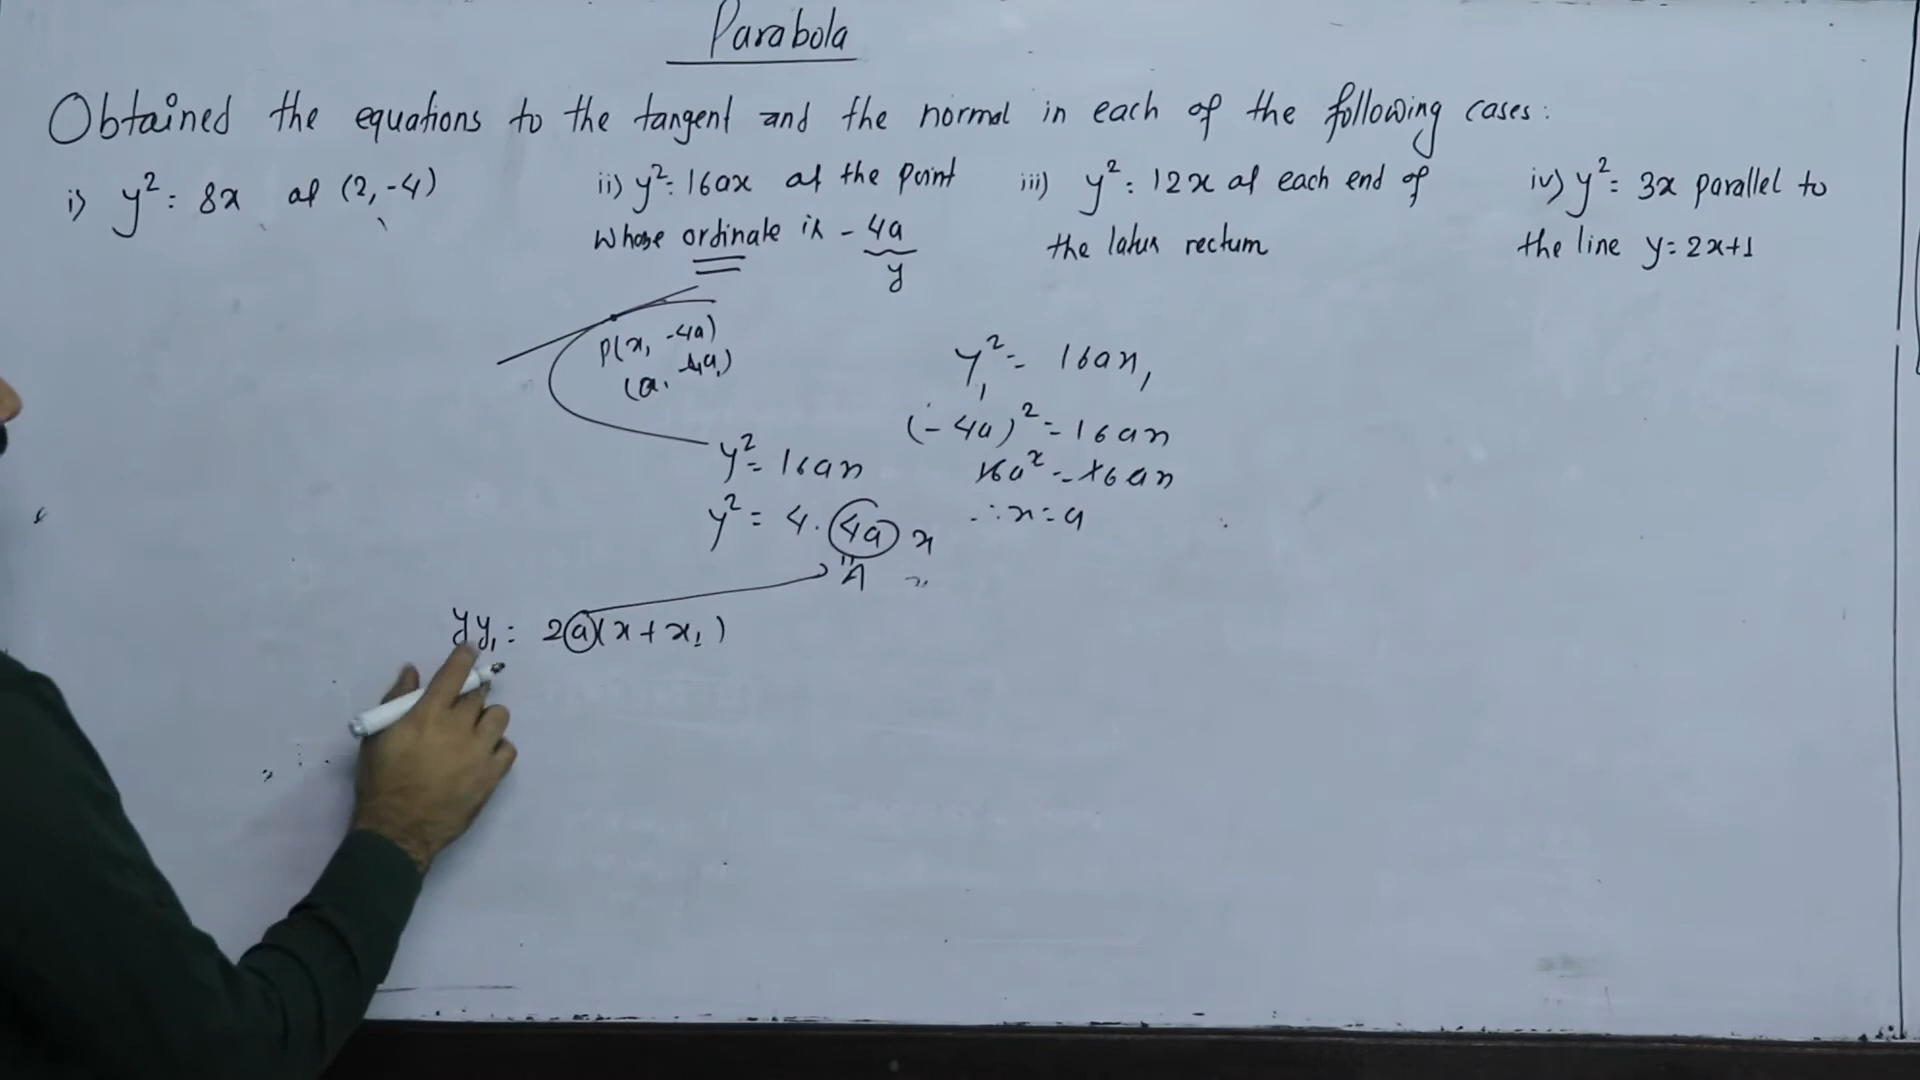 Parabola
Obtained the equations to the tangent and the normal in each of the following cases:
i) y² = 8x at (2, -4)
ii) y² = 16ax at the point
whose ordinate is - 4a
y
iii) y² = 12x at each end of
the latus rectum
iv) y² = 3x parallel to
the line y = 2x+1
P(x, -4a)
(a, -4a)
y² = 16ax
y² = 4. 4a x
A
y₁² = 16ax₁
(-4a)² = 16ax
16a² = 16ax
∴ x = a
yy₁ = 2a(x + x₁)